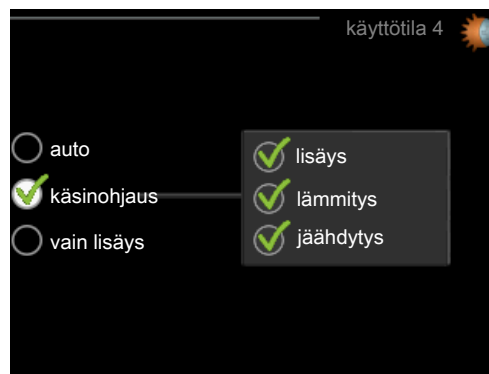 käyttötila 4
auto
käsinohjaus
vain lisäys
lisäys
lämmitys
jäähdytys